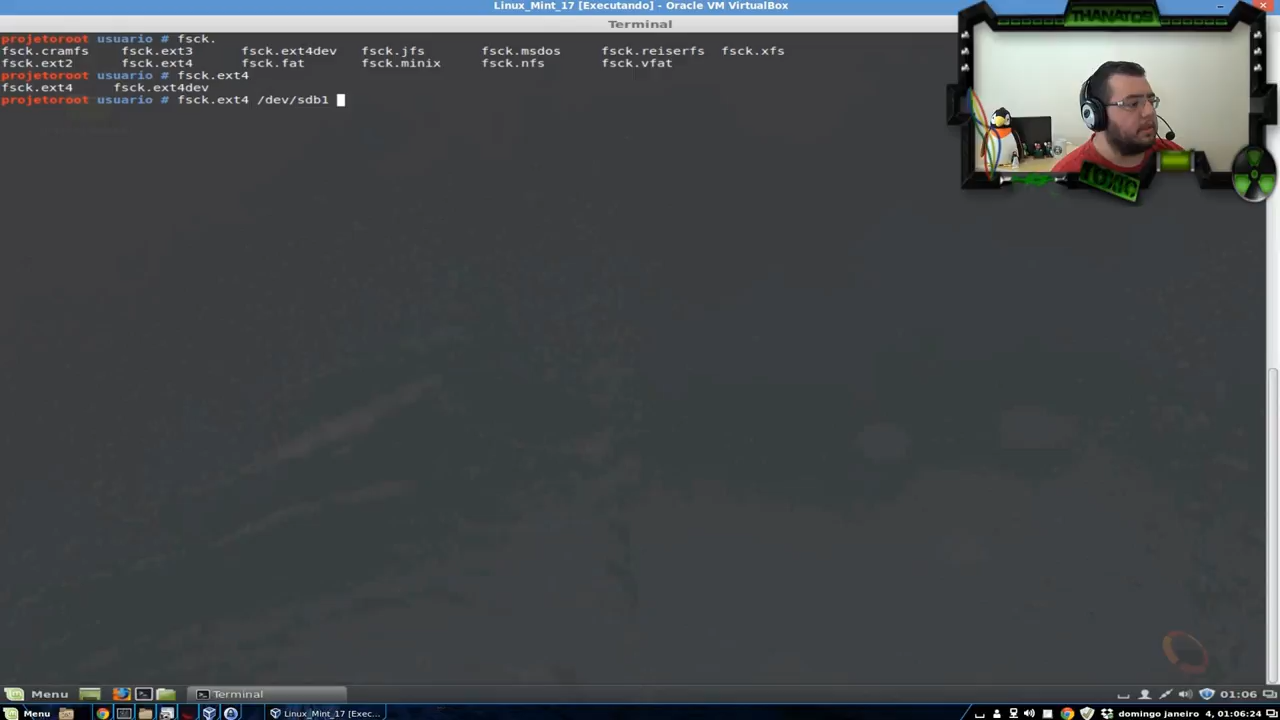 Linux_Mint_17 [Executando] - Oracle VM VirtualBox
Terminal
THANATOS
projetoroot usuario # fsck.
fsck.cramfs fsck.ext3 fsck.ext4dev fsck.jfs fsck.msdos fsck.reiserfs fsck.xfs
fsck.ext2 fsck.ext4 fsck.fat fsck.minix fsck.nfs fsck.vfat
projetoroot usuario # fsck.ext4
fsck.ext4 fsck.ext4dev
projetoroot usuario # fsck.ext4 /dev/sdb1
TOXIC
Menu Terminal 01:06
Menu Linux_Mint_17 [Exec... domingo janeiro 4, 01:06:24